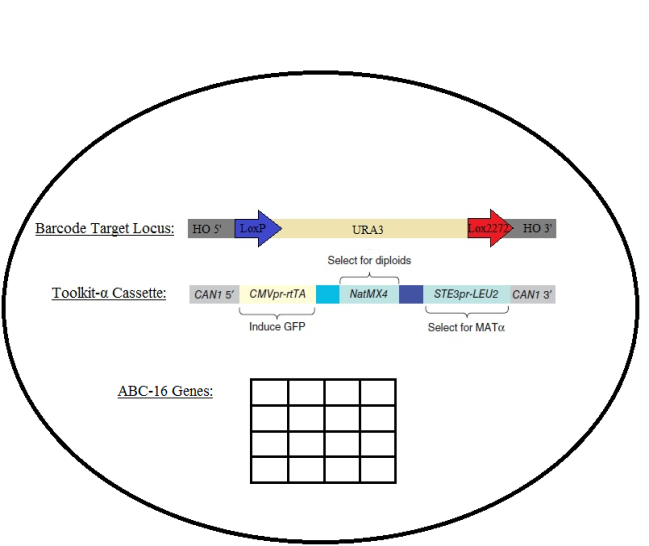 Barcode Target Locus: HO 5' LoxP URA3 Lox2272 HO 3'
Select for diploids
Toolkit-α Cassette: CAN1 5′ CMVpr-rtTA NatMX4 STE3pr-LEU2 CAN1 3′
Induce GFP Select for MATα
ABC-16 Genes: